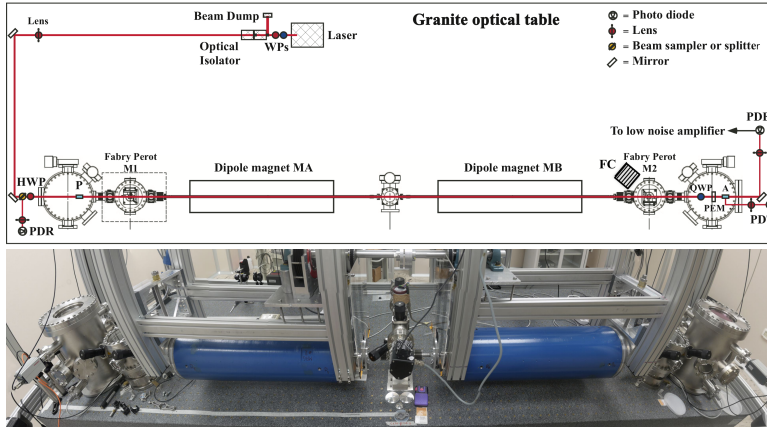 Granite optical table
Beam Dump
Lens
Optical
Isolator
WPs
Laser
= Photo diode
= Lens
= Beam sampler or splitter
= Mirror
To low noise amplifier
HWP
P
PDR
Fabry Perot
M1
Dipole magnet MA
Dipole magnet MB
FC
Fabry Perot
M2
QWP
A
PEM